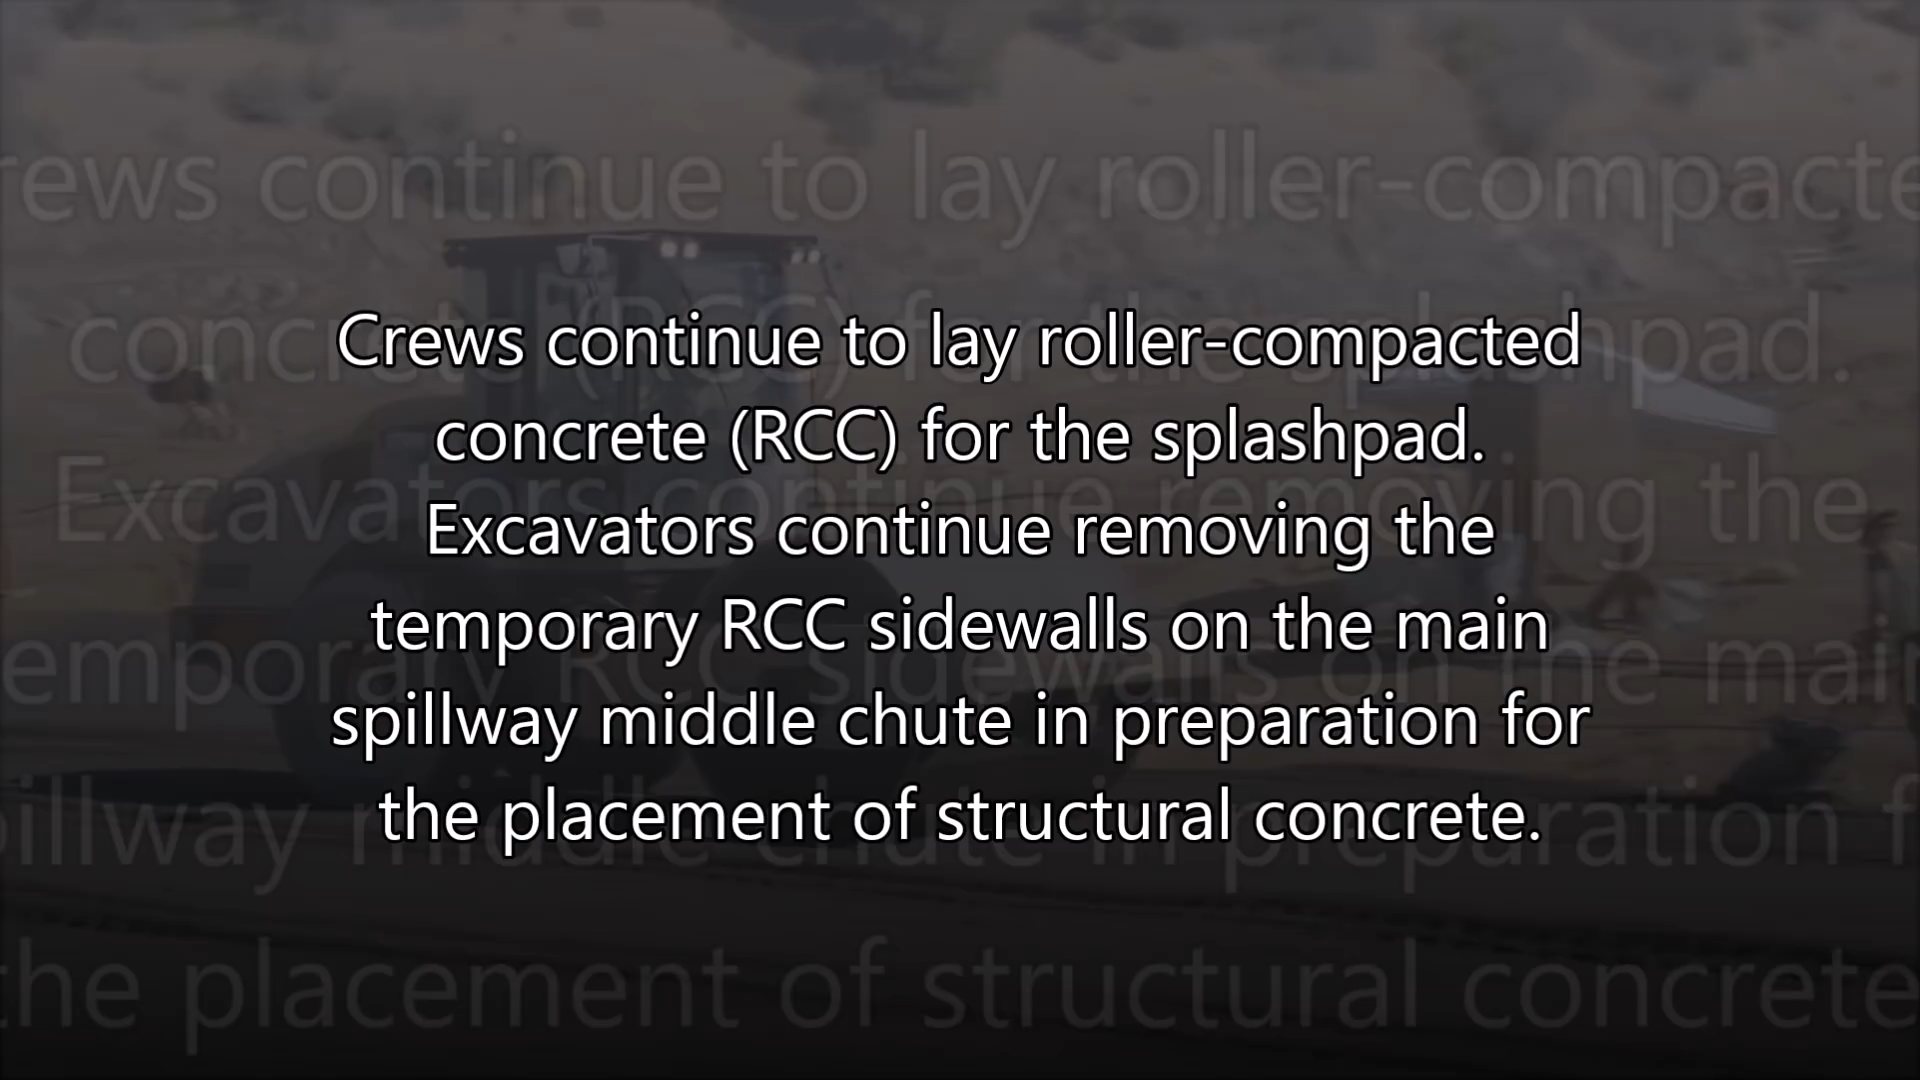 Crews continue to lay roller-compacted
concrete (RCC) for the splashpad.
Excavators continue removing the
temporary RCC sidewalls on the main
spillway middle chute in preparation for
the placement of structural concrete.